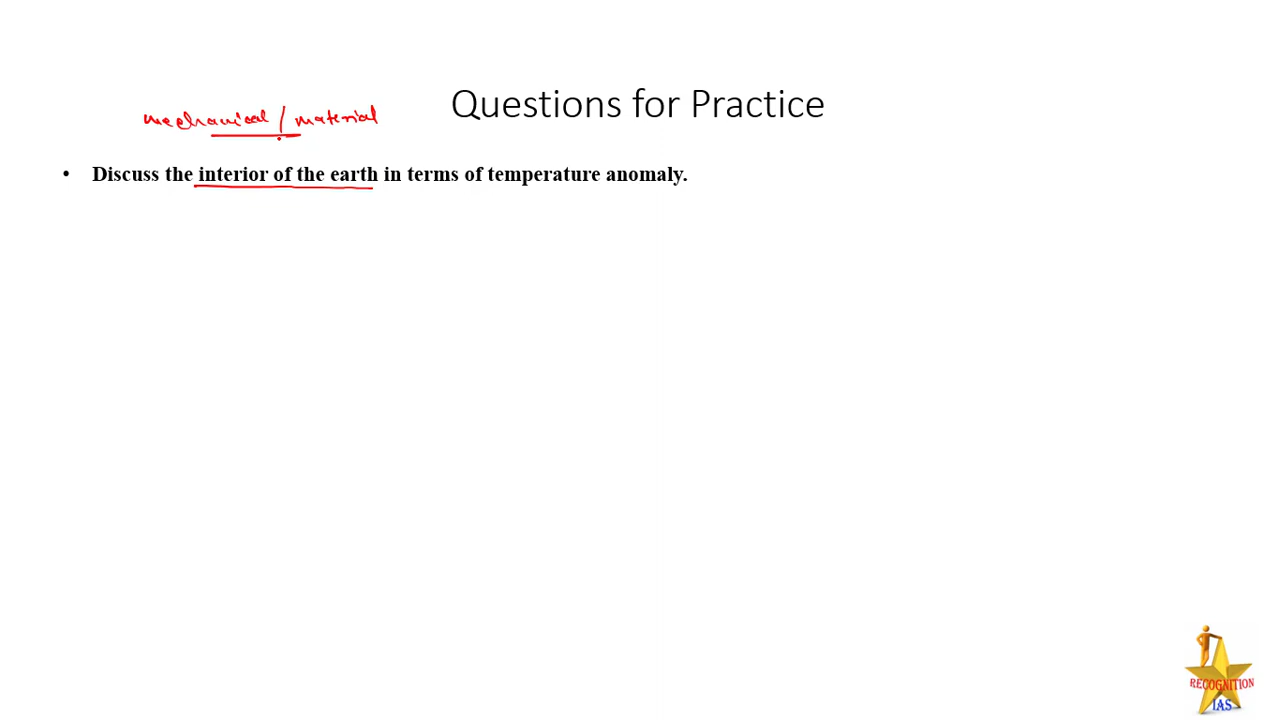 Questions for Practice
mechanical / material
• Discuss the interior of the earth in terms of temperature anomaly.
RECOGNITION
IAS